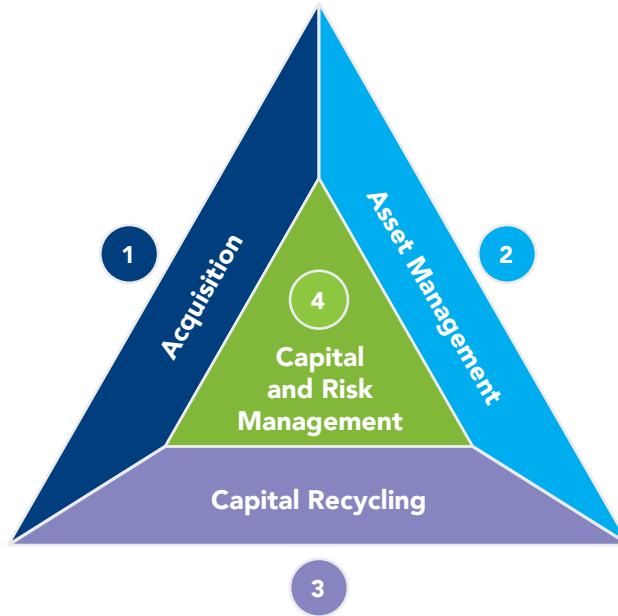 1
Acquisition
2
Asset Management
4
Capital
and Risk
Management
Capital Recycling
3